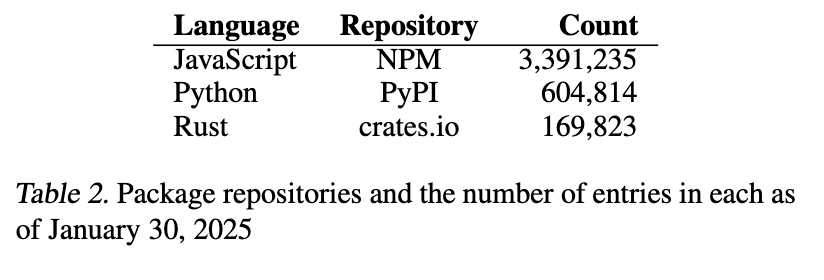 Language Repository Count
JavaScript NPM 3,391,235
Python PyPI 604,814
Rust crates.io 169,823
Table 2. Package repositories and the number of entries in each as
of January 30, 2025